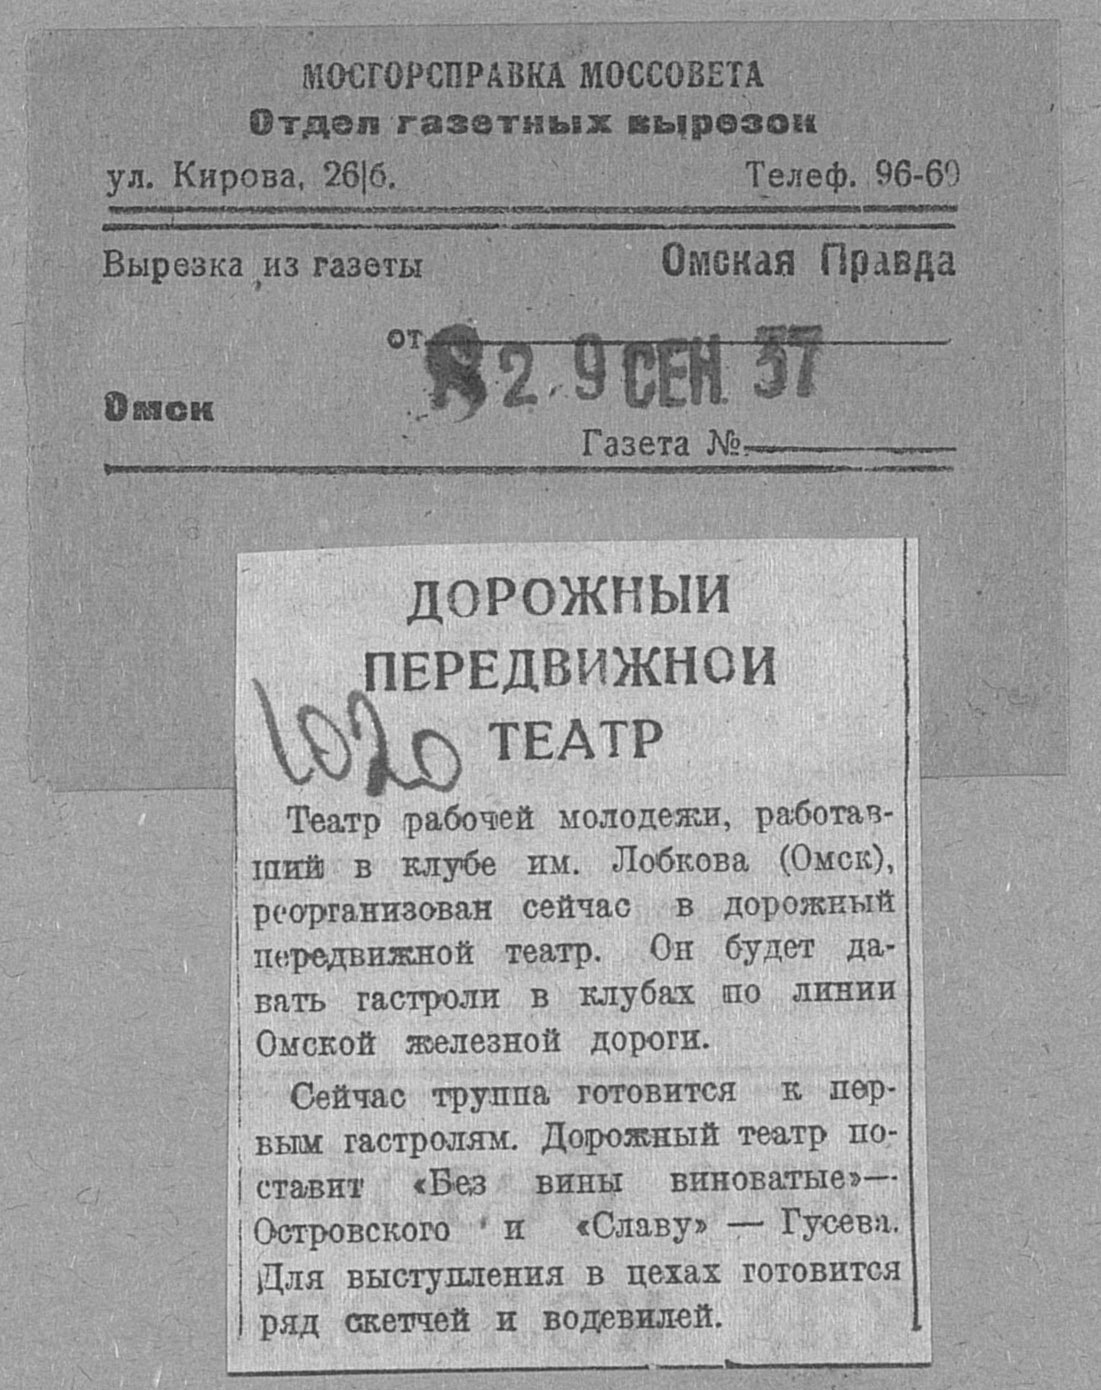 МОСГОРСПРАВКА МОССОВЕТА
Отдел газетных вырезок
ул. Кирова, 26|б. Телеф. 96-69
Вырезка из газеты Омская Правда
от 29 СЕН. 37
Омск
Газета №
ДОРОЖНЫЙ
ПЕРЕДВИЖНОЙ
ТЕАТР
1020
Театр рабочей молодежи, работав-
ший в клубе им. Лобкова (Омск),
реорганизован сейчас в дорожный
передвижной театр. Он будет да-
вать гастроли в клубах по линии
Омской железной дороги.
Сейчас труппа готовится к пер-
вым гастролям. Дорожный театр по-
ставит «Без вины виноватые»—
Островского и «Славу» — Гусева.
Для выступления в цехах готовится
ряд скетчей и водевилей.